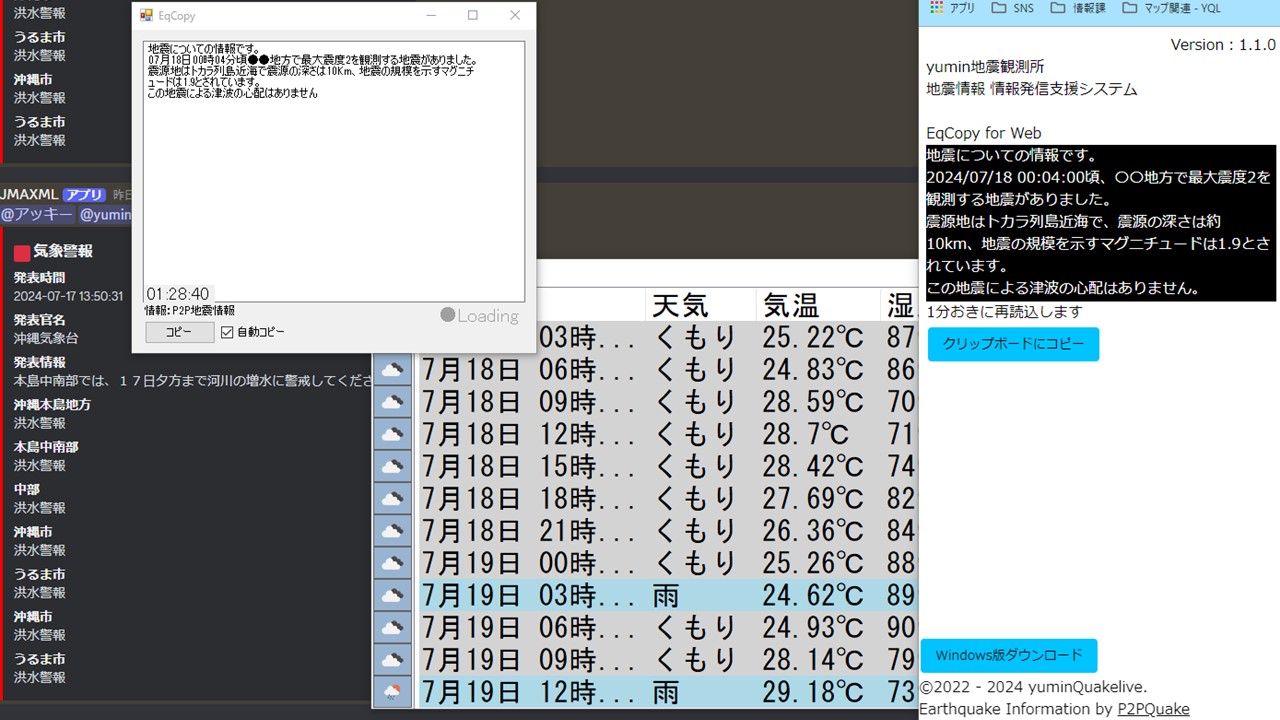 洪水警報
うるま市
洪水警報
沖縄市
洪水警報
うるま市
洪水警報
JMAXML アプリ 昨日
@アッキー @yumin
気象警報
発表時間
2024-07-17 13:50:31
発表官名
沖縄気象台
発表情報
本島中南部では、１７日夕方まで河川の増水に警戒してくださ
沖縄本島地方
洪水警報
本島中南部
洪水警報
中部
洪水警報
沖縄市
洪水警報
うるま市
洪水警報
沖縄市
洪水警報
うるま市
洪水警報
EqCopy
地震についての情報です。
07月18日00時04分頃●●地方で最大震度2を観測する地震がありました。
震源地はトカラ列島近海で震源の深さは10Km、地震の規模を示すマグニチ
ュードは1.9とされています。
この地震による津波の心配はありません
01:28:40
情報:P2P地震情報
Loading
コピー
自動コピー
天気 気温 湿
03時... くもり 25.22℃ 87
7月18日 06時... くもり 24.83℃ 86
7月18日 09時... くもり 28.59℃ 70
7月18日 12時... くもり 28.7℃ 71
7月18日 15時... くもり 28.42℃ 74
7月18日 18時... くもり 27.69℃ 82
7月18日 21時... くもり 26.36℃ 84
7月19日 00時... くもり 25.26℃ 88
7月19日 03時... 雨 24.62℃ 89
7月19日 06時... くもり 24.93℃ 90
7月19日 09時... くもり 28.14℃ 79
7月19日 12時... 雨 29.18℃ 73
アプリ SNS 情報課 マップ関連 - YQL
Version : 1.1.0
yumin地震観測所
地震情報 情報発信支援システム
EqCopy for Web
地震についての情報です。
2024/07/18 00:04:00頃、〇〇地方で最大震度2を
観測する地震がありました。
震源地はトカラ列島近海で、震源の深さは約
10km、地震の規模を示すマグニチュードは1.9とさ
れています。
この地震による津波の心配はありません。
1分おきに再読込します
クリップボードにコピー
Windows版ダウンロード
©2022 - 2024 yuminQuakelive.
Earthquake Information by P2PQuake